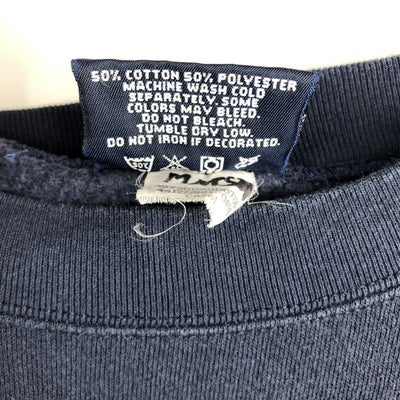 50% COTTON 50% POLYESTER
MACHINE WASH COLD
SEPARATELY. SOME
COLORS MAY BLEED.
DO NOT BLEACH.
TUMBLE DRY LOW.
DO NOT IRON IF DECORATED.